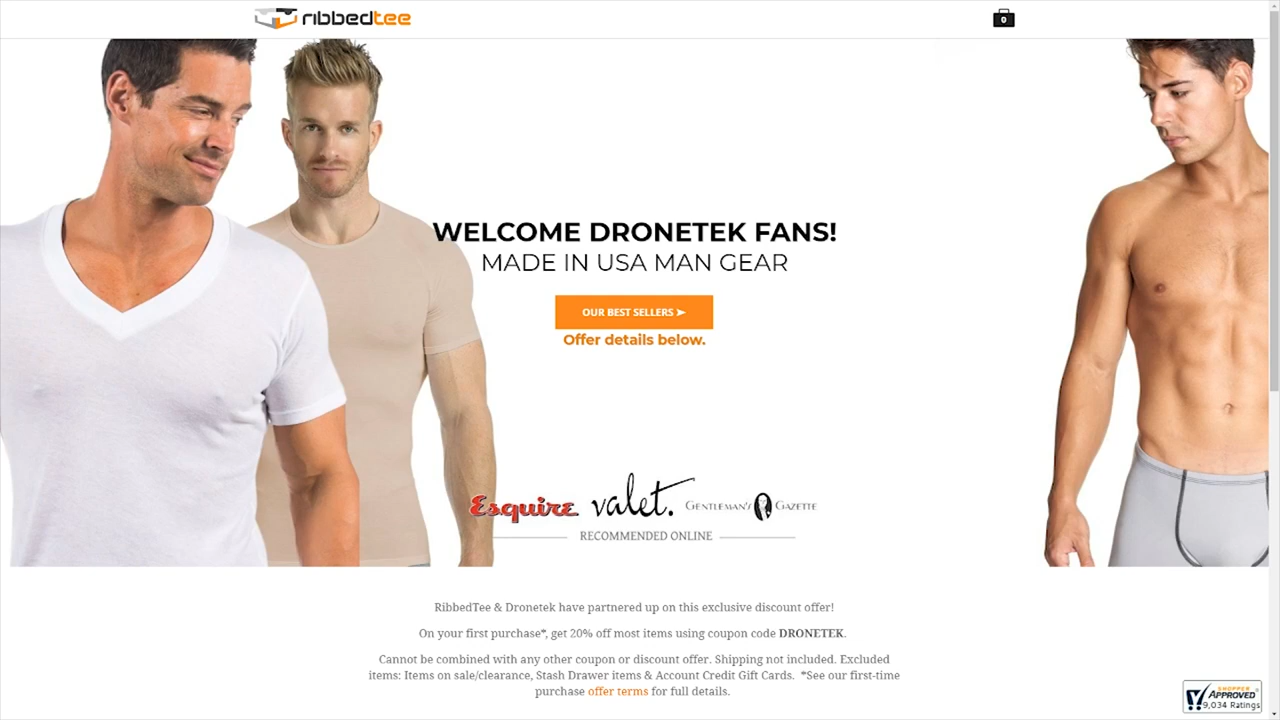 ribbedtee
0
WELCOME DRONETEK FANS!
MADE IN USA MAN GEAR
OUR BEST SELLERS ➤
Offer details below.
Esquire valet. GENTLEMAN'S GAZETTE
RECOMMENDED ONLINE
RibbedTee & Dronetek have partnered up on this exclusive discount offer!
On your first purchase*, get 20% off most items using coupon code DRONETEK.
Cannot be combined with any other coupon or discount offer. Shipping not included. Excluded
items: Items on sale/clearance, Stash Drawer items & Account Credit Gift Cards.  *See our first-time
purchase offer terms for full details.
SHOPPER
APPROVED
9,034 Ratings